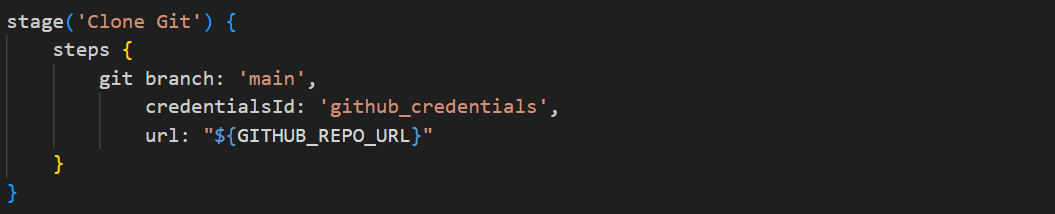 stage('Clone Git') {
    steps {
        git branch: 'main',
            credentialsId: 'github_credentials',
            url: "${GITHUB_REPO_URL}"
    }
}